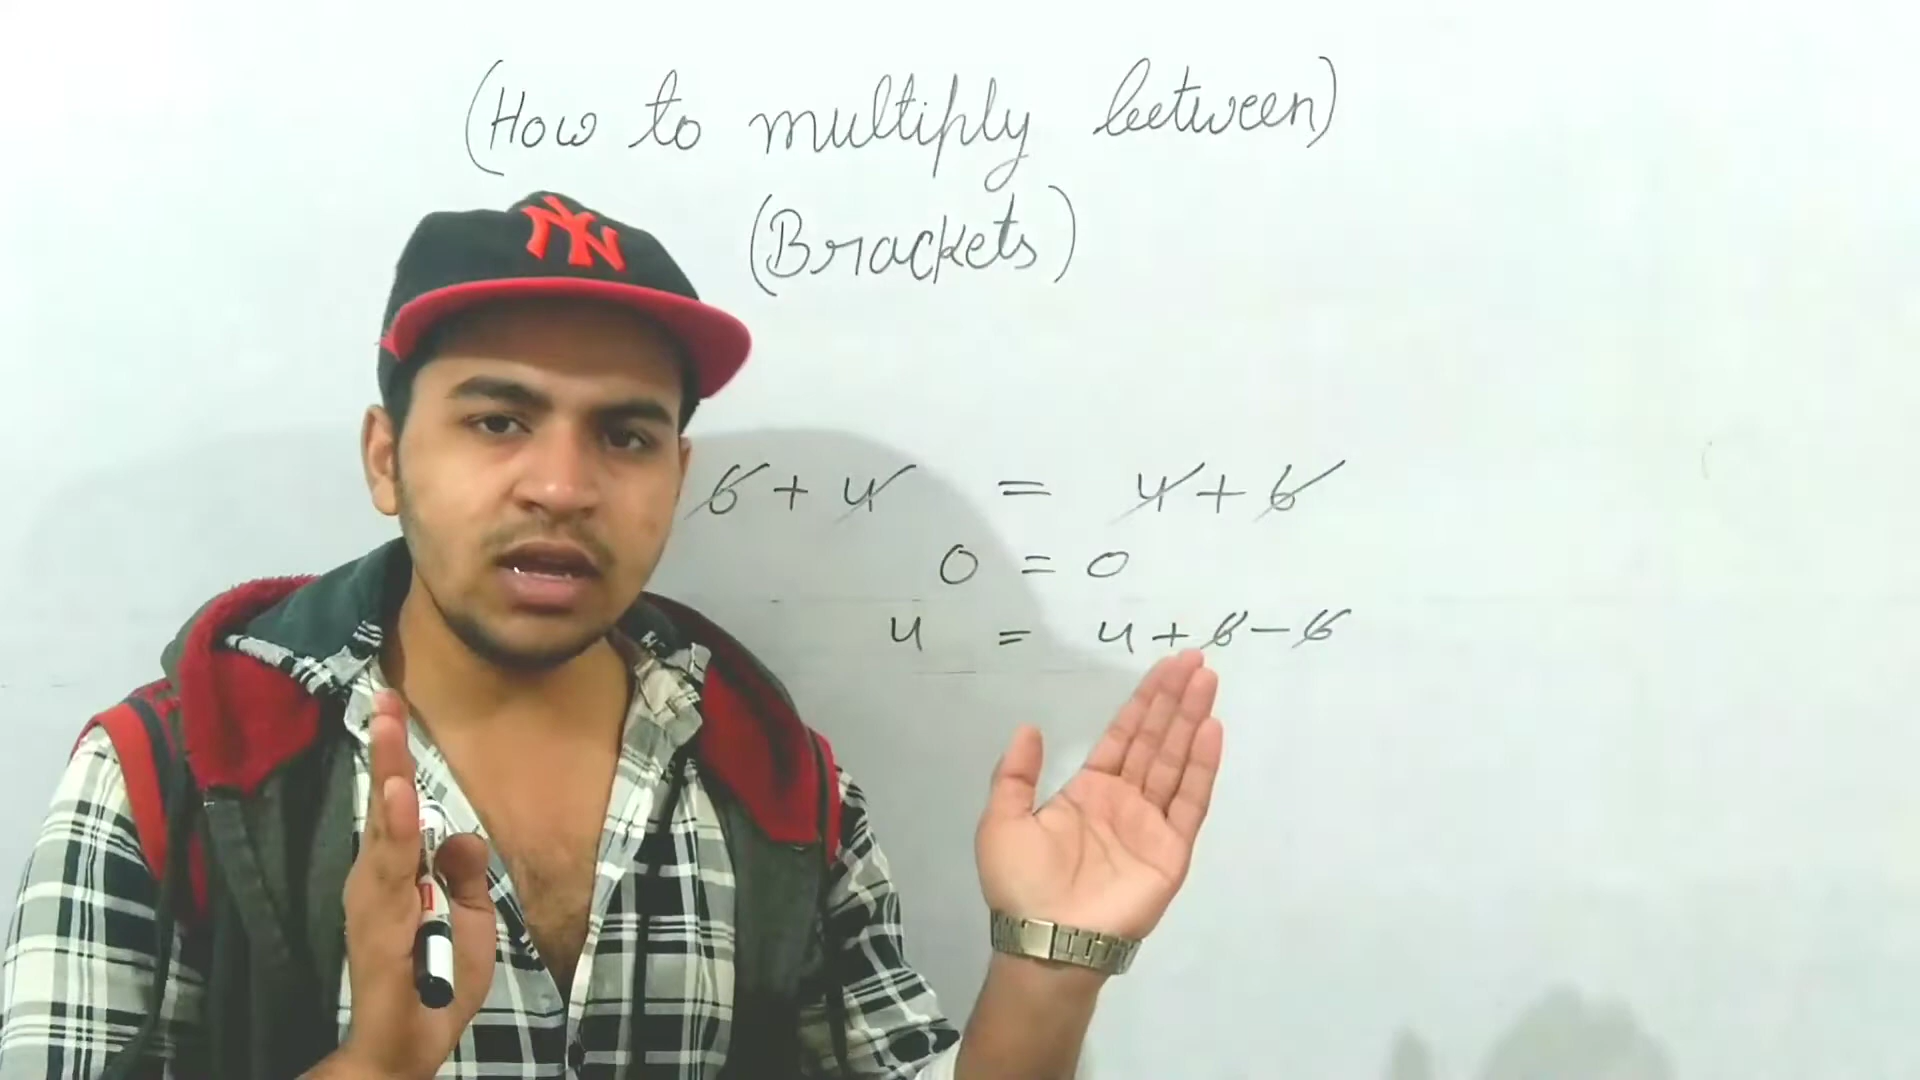 (How to multiply between)
(Brackets)
NY
6 + 4 = 4 + 6
0 = 0
4 = 4 + 6 - 6